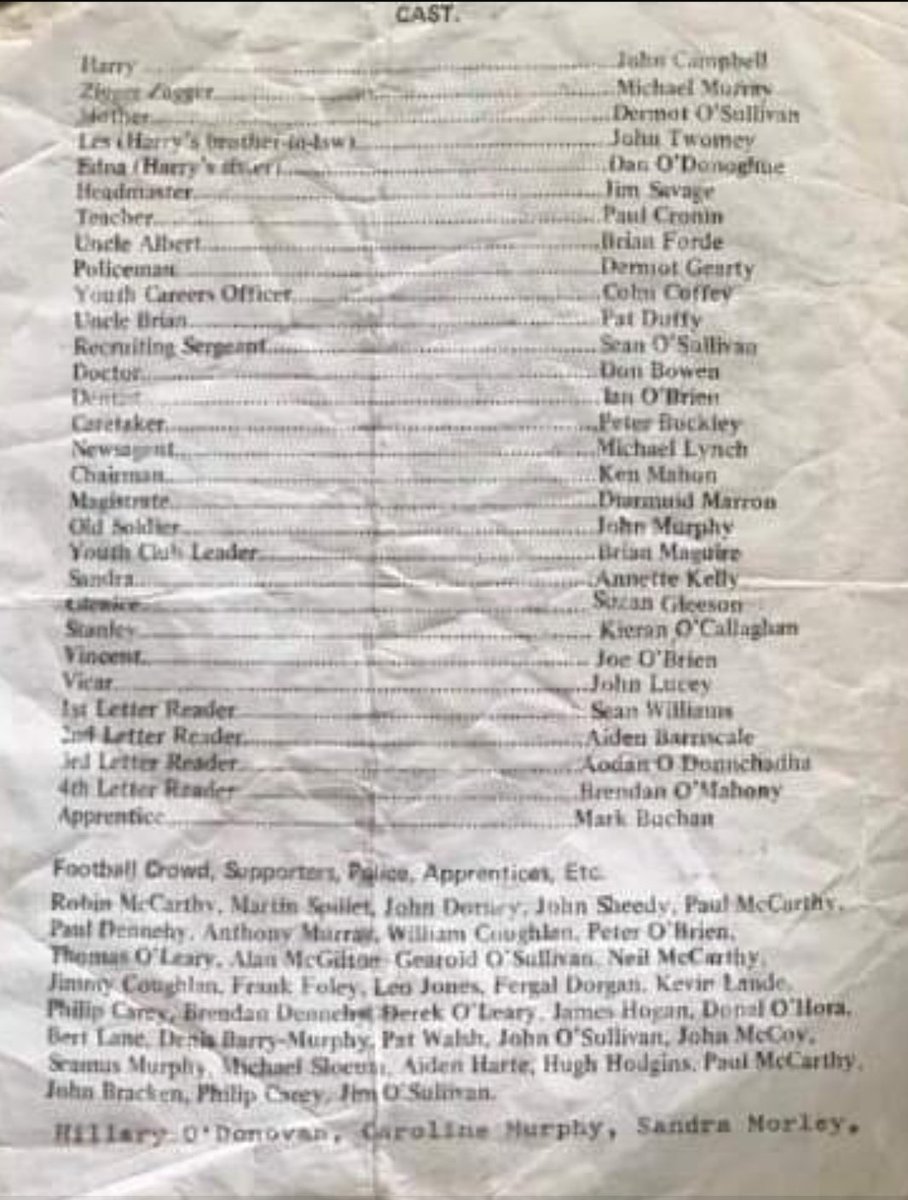 CAST.
Harry ........ John Campbell
Zigger Zagger ........ Michael Murray
Mother ........ Dermot O'Sullivan
Les (Harry's brother-in-law) ........ John Twomey
Edna (Harry's sister) ........ Dan O'Donoghue
Headmaster ........ Jim Savage
Teacher ........ Paul Cronin
Uncle Albert ........ Brian Forde
Policeman ........ Dermot Gearty
Youth Careers Officer ........ Colm Coffey
Uncle Brian ........ Pat Duffy
Recruiting Sergeant ........ Sean O'Sullivan
Doctor ........ Don Bowen
Dentist ........ Ian O'Brien
Caretaker ........ Peter Buckley
Newsagent ........ Michael Lynch
Chairman ........ Ken Mahon
Magistrate ........ Diarmuid Marron
Old Soldier ........ John Murphy
Youth Club Leader ........ Brian Maguire
Sandra ........ Annette Kelly
Glenice ........ Suzan Gleeson
Stanley ........ Kieran O'Callaghan
Vincent ........ Joe O'Brien
Vicar ........ John Lucey
1st Letter Reader ........ Sean Williams
2nd Letter Reader ........ Aiden Barriscale
3rd Letter Reader ........ Aodan O Donnchadha
4th Letter Reader ........ Brendan O'Mahony
Apprentice ........ Mark Buchan
Football Crowd, Supporters, Police, Apprentices, Etc.
Robin McCarthy, Martin Spillet, John Dorney, John Sheedy, Paul McCarthy,
Paul Dennehy, Anthony Murray, William Coughlan, Peter O'Brien,
Thomas O'Leary, Alan Gearoid O'Sullivan, Neil McCarthy,
Jimmy Coughlan, Frank Foley, Leo Jones, Fergal Dorgan, Kevin Lande,
Philip Carey, Brendan Derek O'Leary, James Hogan, Donal O'Hora,
Bert Lane, Denis Barry-Murphy, Pat Walsh, John O'Sullivan, John McCoy,
Seamus Murphy, Michael Slocum, Aiden Harte, Hugh Hodgins, Paul McCarthy,
John Bracken, Philip Carey, Jim O'Sullivan.
Hillary O'Donovan, Caroline Murphy, Sandra Morley.